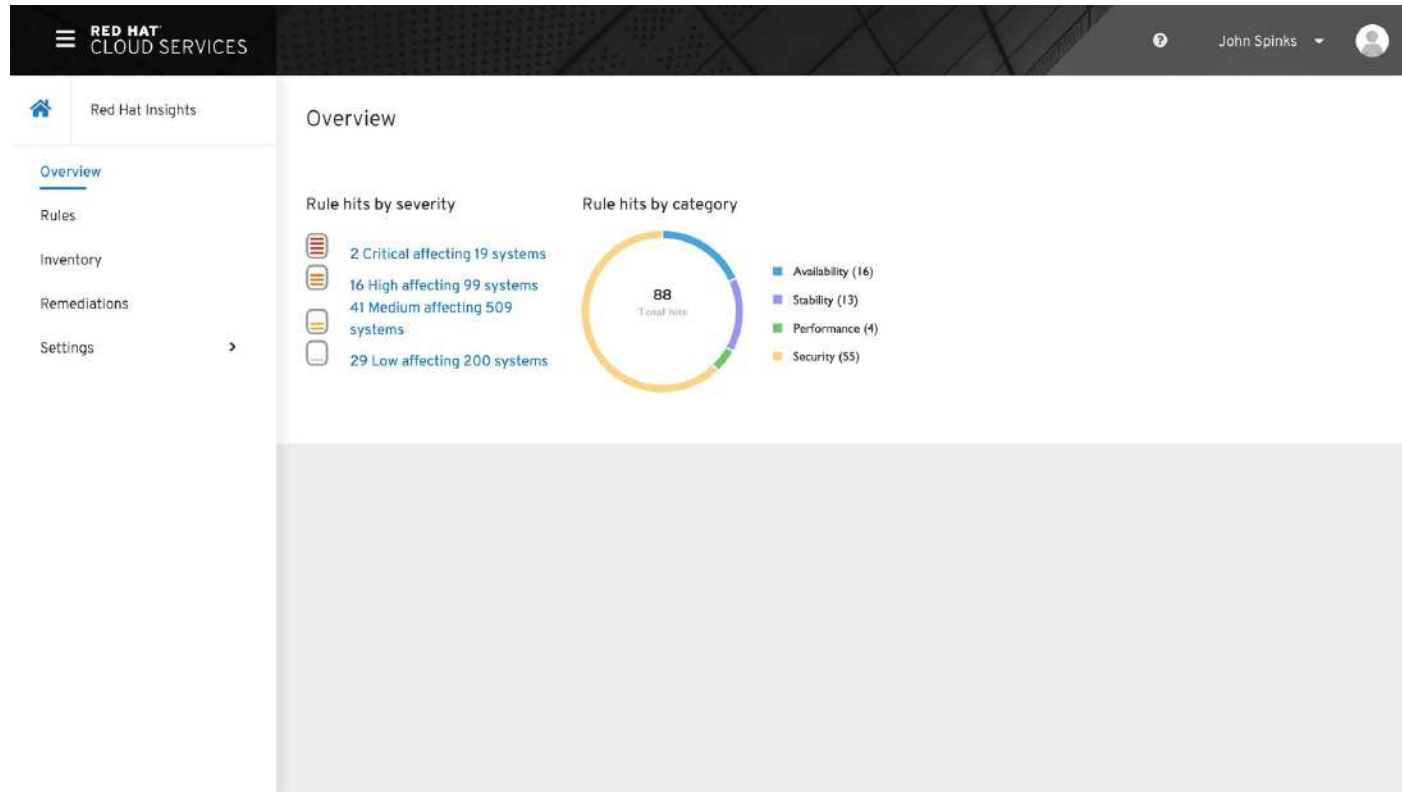 RED HAT
CLOUD SERVICES
John Spinks
Red Hat Insights
Overview
Rules
Inventory
Remediations
Settings
Overview
Rule hits by severity
2 Critical affecting 19 systems
16 High affecting 99 systems
41 Medium affecting 509
systems
29 Low affecting 200 systems
Rule hits by category
88
Total hits
Availability (16)
Stability (13)
Performance (4)
Security (55)